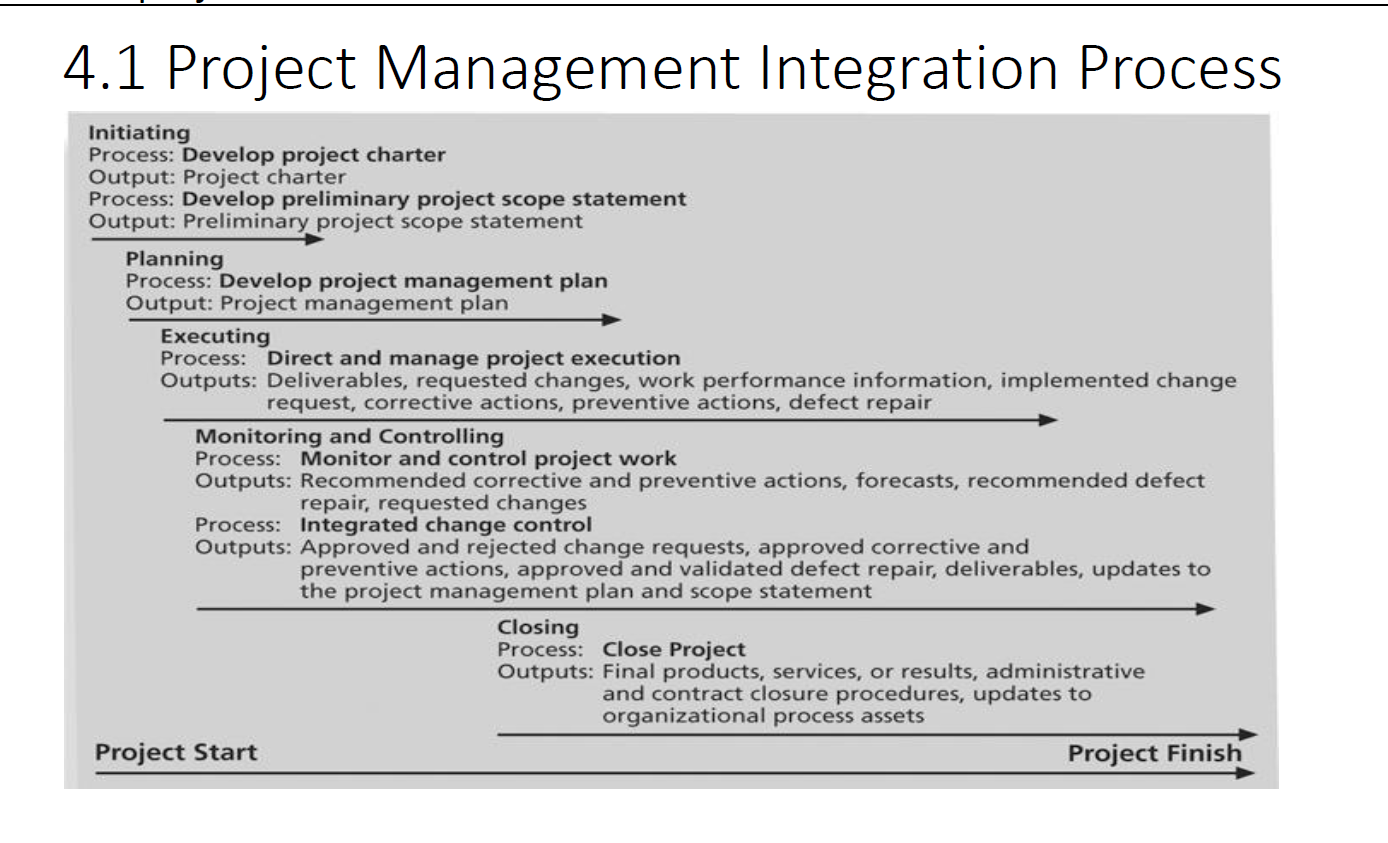 4.1 Project Management Integration Process
Initiating
Process: Develop project charter
Output: Project charter
Process: Develop preliminary project scope statement
Output: Preliminary project scope statement
Planning
Process: Develop project management plan
Output: Project management plan
Executing
Process: Direct and manage project execution
Outputs: Deliverables, requested changes, work performance information, implemented change
request, corrective actions, preventive actions, defect repair
Monitoring and Controlling
Process: Monitor and control project work
Outputs: Recommended corrective and preventive actions, forecasts, recommended defect
repair, requested changes
Process: Integrated change control
Outputs: Approved and rejected change requests, approved corrective and
preventive actions, approved and validated defect repair, deliverables, updates to
the project management plan and scope statement
Closing
Process: Close Project
Outputs: Final products, services, or results, administrative
and contract closure procedures, updates to
organizational process assets
Project Start
Project Finish